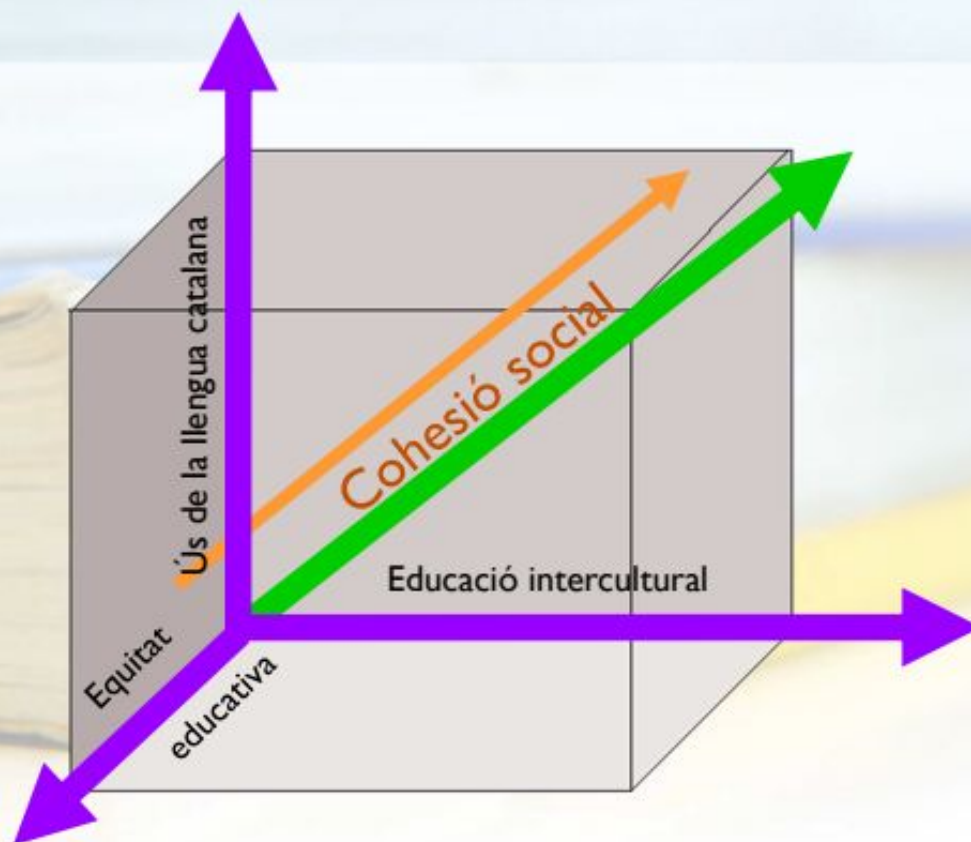 Ús de la llengua catalana
Cohesió social
Educació intercultural
Equitat
educativa